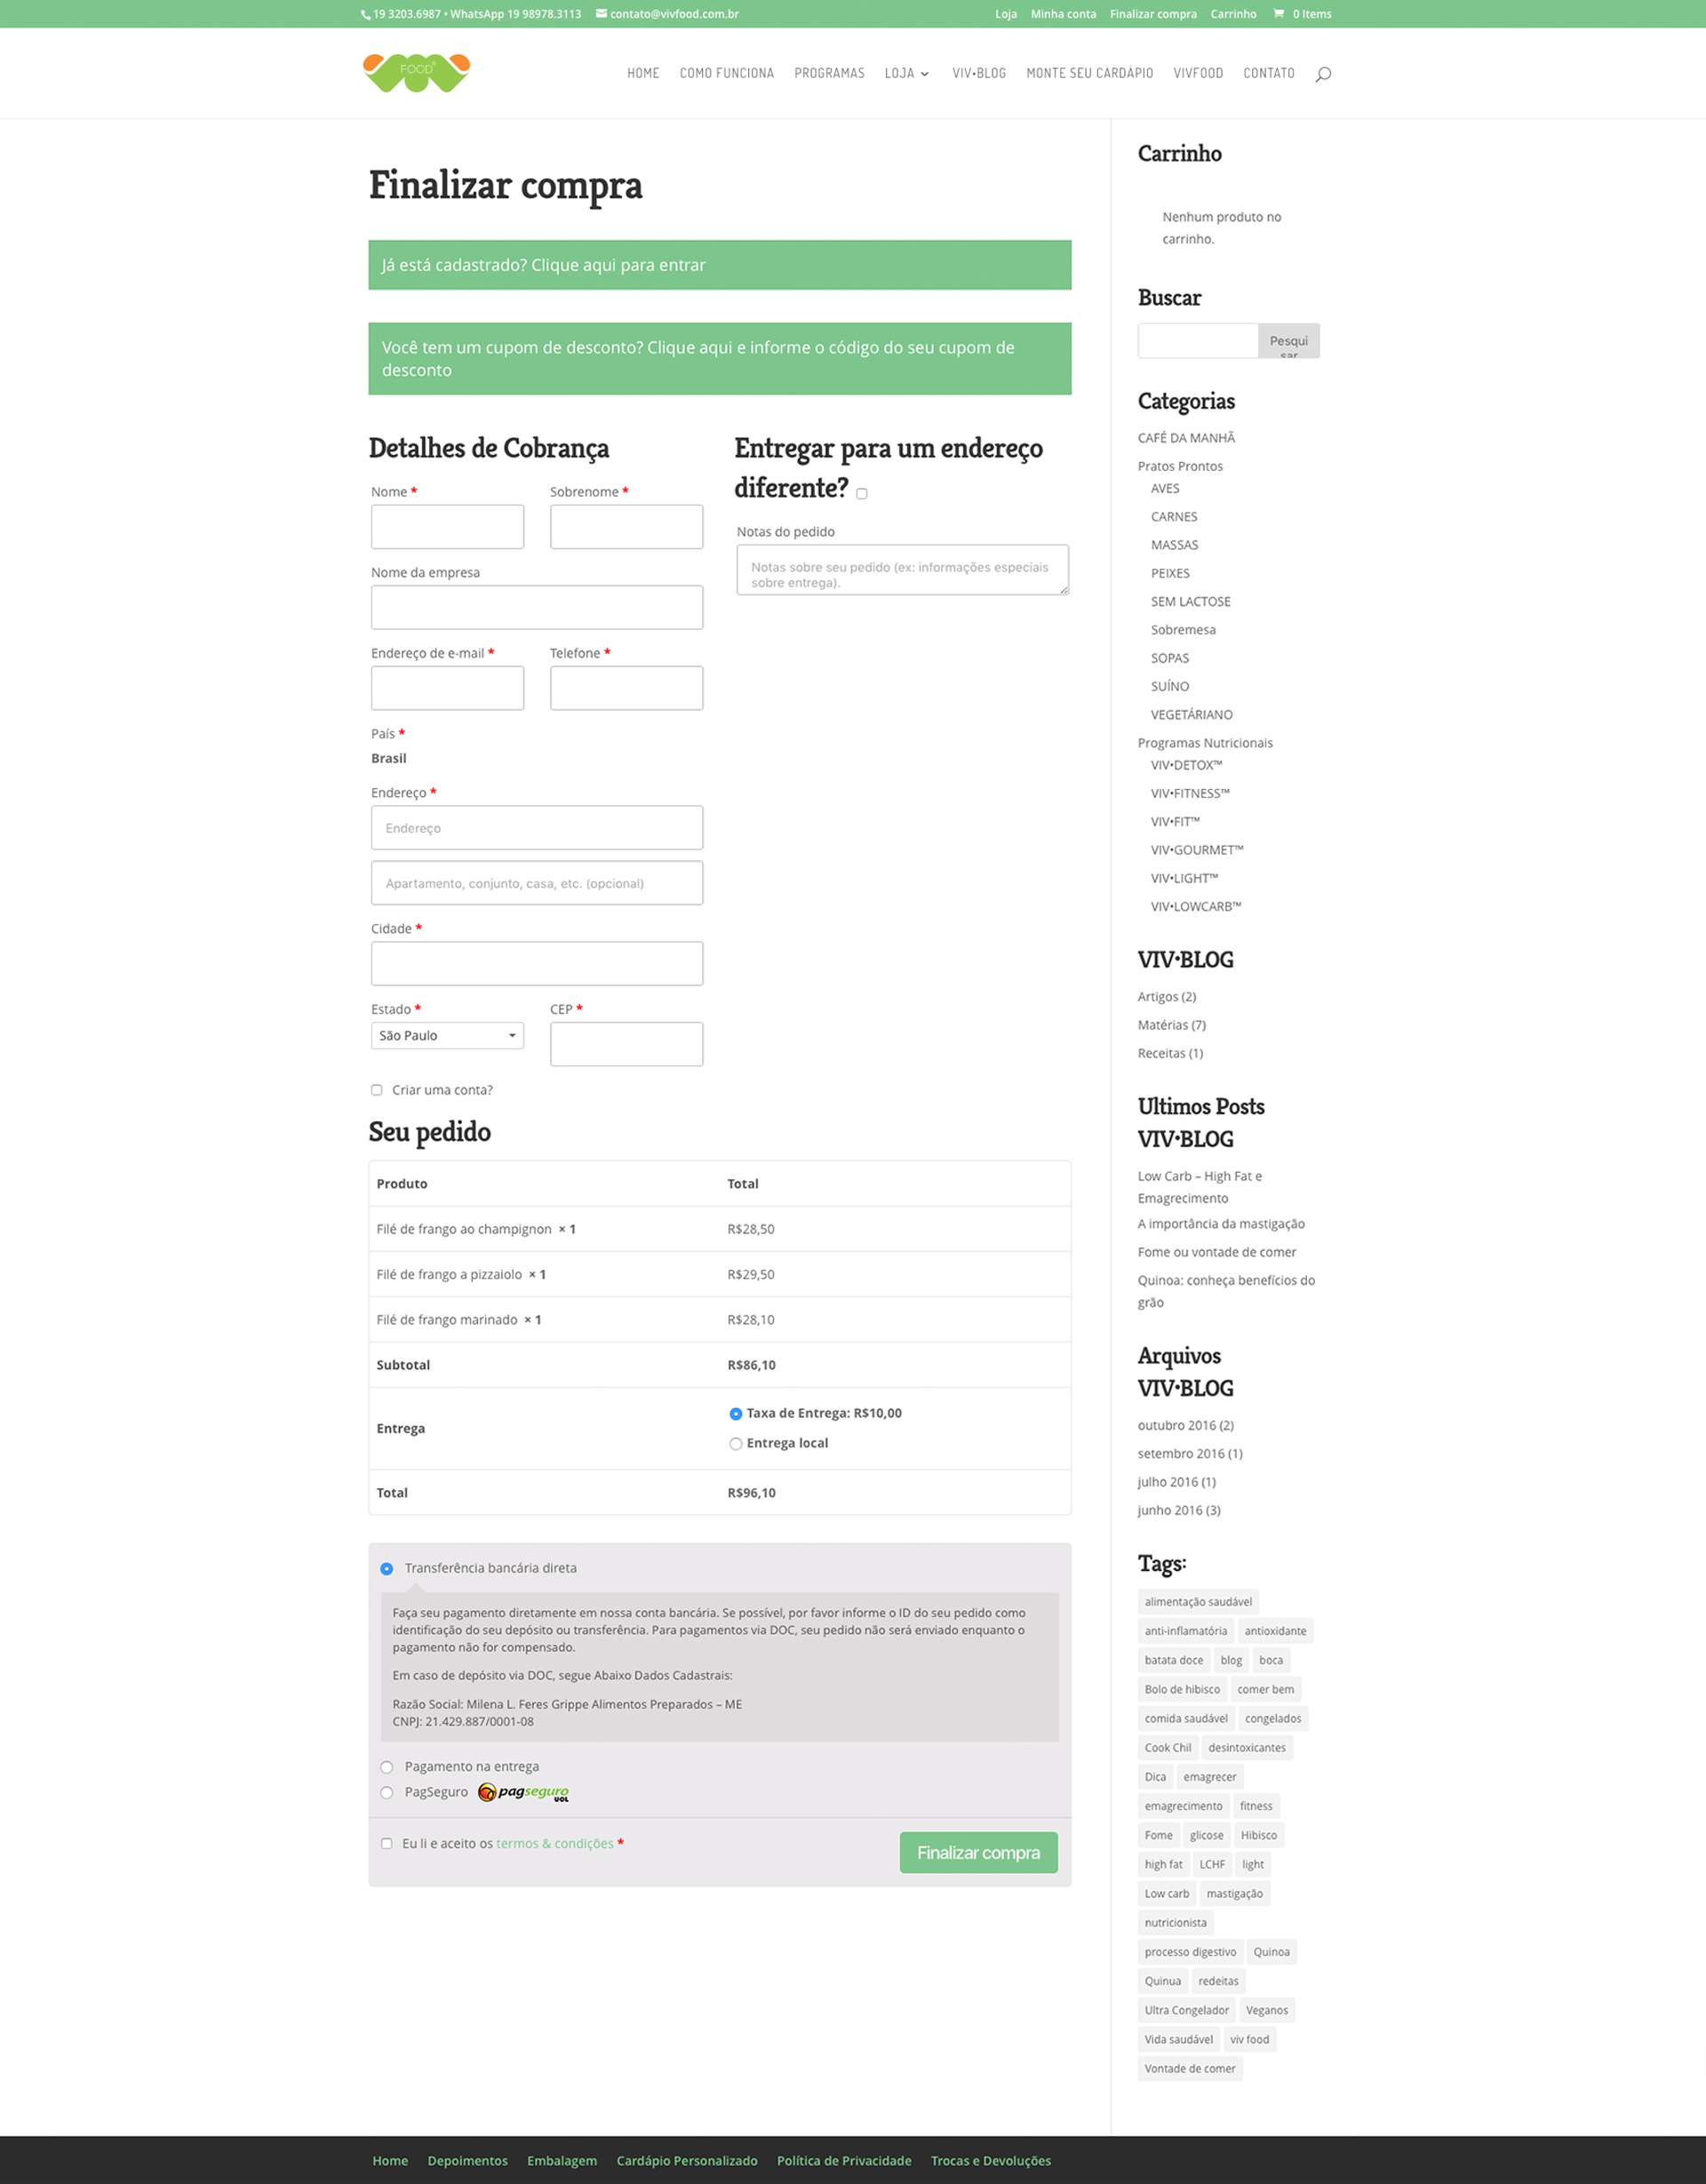 19 3203.6987 • WhatsApp 19 98978.3113 contato@vivfood.com.br Loja Minha conta Finalizar compra Carrinho 0 Items
FOOD®
HOME COMO FUNCIONA PROGRAMAS LOJA VIV•BLOG MONTE SEU CARDÁPIO VIVFOOD CONTATO
Finalizar compra
Já está cadastrado? Clique aqui para entrar
Você tem um cupom de desconto? Clique aqui e informe o código do seu cupom de
desconto
Detalhes de Cobrança
Nome * Sobrenome *
Nome da empresa
Endereço de e-mail * Telefone *
País *
Brasil
Endereço *
Endereço
Apartamento, conjunto, casa, etc. (opcional)
Cidade *
Estado * CEP *
São Paulo
Criar uma conta?
Entregar para um endereço
diferente?
Notas do pedido
Notas sobre seu pedido (ex: informações especiais
sobre entrega).
Seu pedido
Produto Total
Filé de frango ao champignon × 1 R$28,50
Filé de frango a pizzaiolo × 1 R$29,50
Filé de frango marinado × 1 R$28,10
Subtotal R$86,10
Entrega
Taxa de Entrega: R$10,00
Entrega local
Total R$96,10
Transferência bancária direta
Faça seu pagamento diretamente em nossa conta bancária. Se possível, por favor informe o ID do seu pedido como
identificação do seu depósito ou transferência. Para pagamentos via DOC, seu pedido não será enviado enquanto o
pagamento não for compensado.
Em caso de depósito via DOC, segue Abaixo Dados Cadastrais:
Razão Social: Milena L. Feres Grippe Alimentos Preparados – ME
CNPJ: 21.429.887/0001-08
Pagamento na entrega
PagSeguro pagseguro UOL
Eu li e aceito os termos & condições * Finalizar compra
Carrinho
Nenhum produto no
carrinho.
Buscar
Pesqui
sar
Categorias
CAFÉ DA MANHÃ
Pratos Prontos
AVES
CARNES
MASSAS
PEIXES
SEM LACTOSE
Sobremesa
SOPAS
SUÍNO
VEGETÁRIANO
Programas Nutricionais
VIV•DETOX™
VIV•FITNESS™
VIV•FIT™
VIV•GOURMET™
VIV•LIGHT™
VIV•LOWCARB™
VIV•BLOG
Artigos (2)
Matérias (7)
Receitas (1)
Ultimos Posts
VIV•BLOG
Low Carb – High Fat e
Emagrecimento
A importância da mastigação
Fome ou vontade de comer
Quinoa: conheça benefícios do
grão
Arquivos
VIV•BLOG
outubro 2016 (2)
setembro 2016 (1)
julho 2016 (1)
junho 2016 (3)
Tags:
alimentação saudável
anti-inflamatória antioxidante
batata doce blog boca
Bolo de hibisco comer bem
comida saudável congelados
Cook Chil desintoxicantes
Dica emagrecer
emagrecimento fitness
Fome glicose Hibisco
high fat LCHF light
Low carb mastigação
nutricionista
processo digestivo Quinoa
Quinua redeitas
Ultra Congelador Veganos
Vida saudável viv food
Vontade de comer
Home Depoimentos Embalagem Cardápio Personalizado Política de Privacidade Trocas e Devoluções